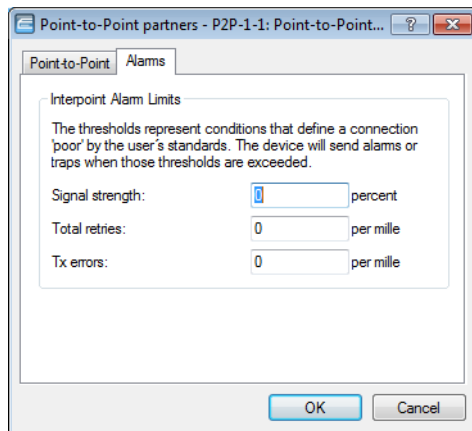 Point-to-Point partners - P2P-1-1: Point-to-Point...
?
Point-to-Point
Alarms
Interpoint Alarm Limits
The thresholds represent conditions that define a connection
'poor' by the user´s standards. The device will send alarms or
traps when those thresholds are exceeded.
Signal strength: 0 percent
Total retries: 0 per mille
Tx errors: 0 per mille
OK
Cancel